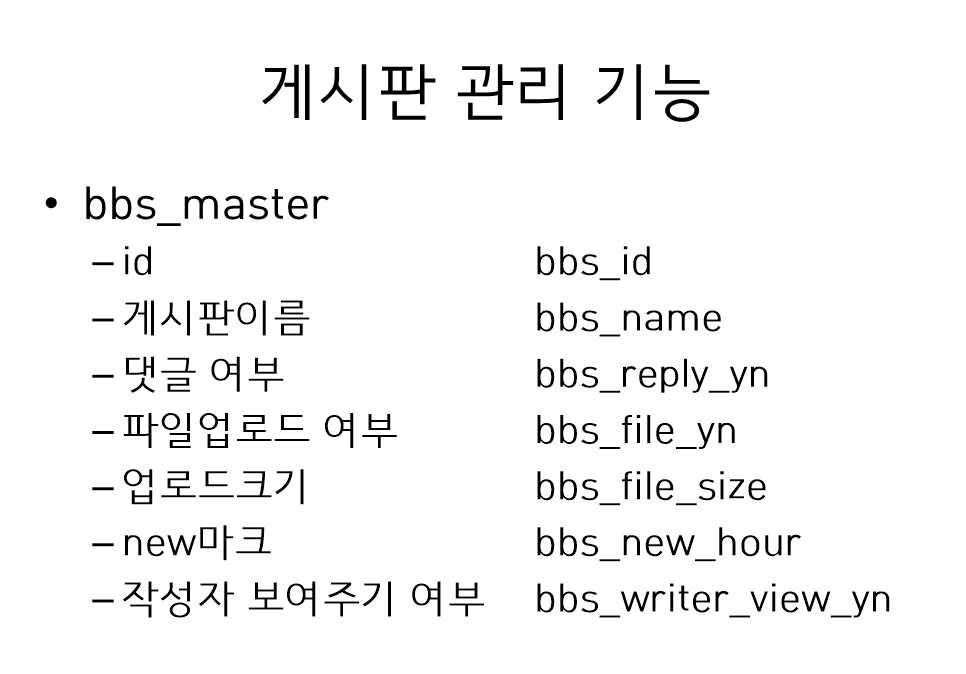 게시판 관리 기능
• bbs_master
– id bbs_id
– 게시판이름 bbs_name
– 댓글 여부 bbs_reply_yn
– 파일업로드 여부 bbs_file_yn
– 업로드크기 bbs_file_size
– new마크 bbs_new_hour
– 작성자 보여주기 여부 bbs_writer_view_yn